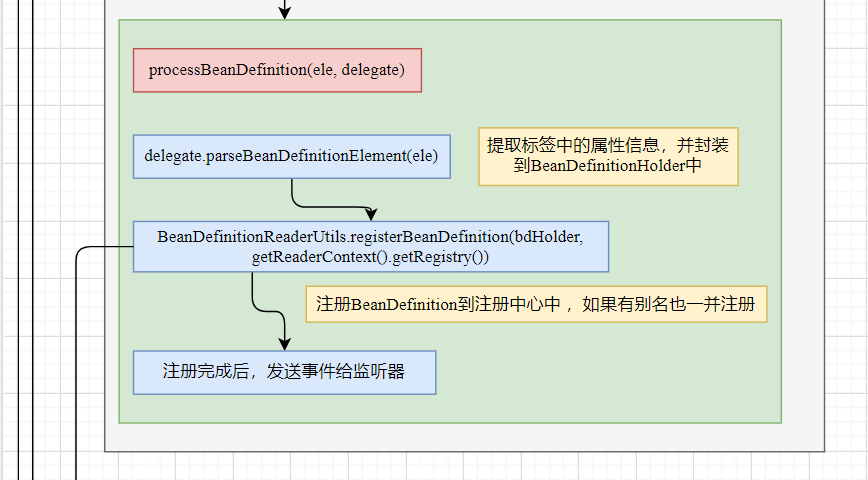 processBeanDefinition(ele, delegate)
delegate.parseBeanDefinitionElement(ele)
提取标签中的属性信息，并封装
到BeanDefinitionHolder中
BeanDefinitionReaderUtils.registerBeanDefinition(bdHolder,
getReaderContext().getRegistry())
注册BeanDefinition到注册中心中 ，如果有别名也一并注册
注册完成后，发送事件给监听器